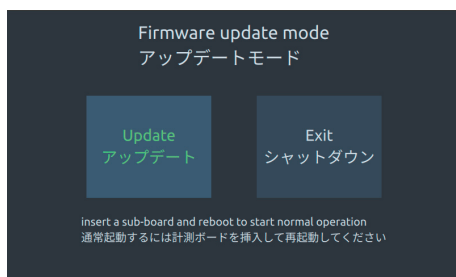 Firmware update mode
アップデートモード
Update
アップデート
Exit
シャットダウン
insert a sub-board and reboot to start normal operation
通常起動するには計測ボードを挿入して再起動してください